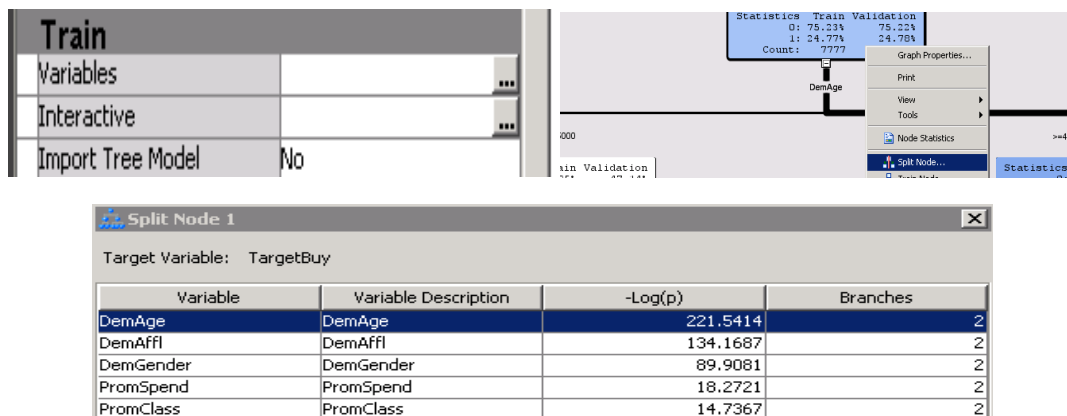 Train
Variables ...
Interactive ...
Import Tree Model No
Statistics Train Validation
0: 75.23% 75.22%
1: 24.77% 24.78%
Count: 7777
DemAge
Graph Properties...
Print
View
Tools
Node Statistics
Split Node...
Validation
Statistics
Split Node 1
Target Variable: TargetBuy
Variable Variable Description -Log(p) Branches
DemAge DemAge 221.5414 2
DemAffl DemAffl 134.1687 2
DemGender DemGender 89.9081 2
PromSpend PromSpend 18.2721 2
PromClass PromClass 14.7367 2